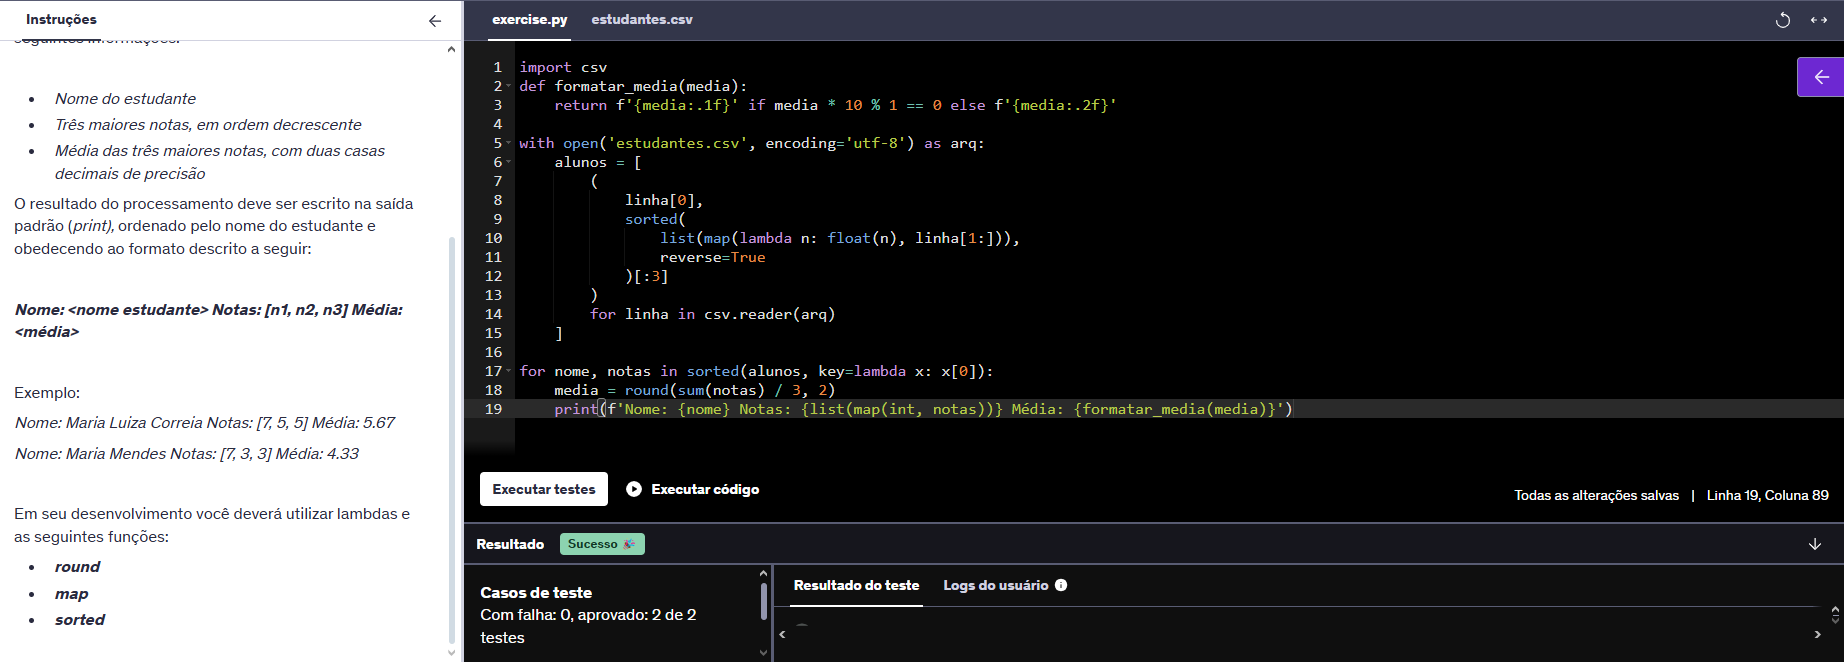 Instruções
exercise.py
estudantes.csv
seguintes informações:
• Nome do estudante
• Três maiores notas, em ordem decrescente
• Média das três maiores notas, com duas casas
decimais de precisão
O resultado do processamento deve ser escrito na saída
padrão (print), ordenado pelo nome do estudante e
obedecendo ao formato descrito a seguir:
Nome: <nome estudante> Notas: [n1, n2, n3] Média:
<média>
Exemplo:
Nome: Maria Luiza Correia Notas: [7, 5, 5] Média: 5.67
Nome: Maria Mendes Notas: [7, 3, 3] Média: 4.33
Em seu desenvolvimento você deverá utilizar lambdas e
as seguintes funções:
• round
• map
• sorted
1 import csv
2 def formatar_media(media):
3     return f'{media:.1f}' if media * 10 % 1 == 0 else f'{media:.2f}'
4
5 with open('estudantes.csv', encoding='utf-8') as arq:
6     alunos = [
7         (
8             linha[0],
9             sorted(
10                 list(map(lambda n: float(n), linha[1:])),
11                 reverse=True
12             )[:3]
13         )
14         for linha in csv.reader(arq)
15     ]
16
17 for nome, notas in sorted(alunos, key=lambda x: x[0]):
18     media = round(sum(notas) / 3, 2)
19     print(f'Nome: {nome} Notas: {list(map(int, notas))} Média: {formatar_media(media)}')
Executar testes
Executar código
Todas as alterações salvas | Linha 19, Coluna 89
Resultado
Sucesso 🎉
Casos de teste
Com falha: 0, aprovado: 2 de 2
testes
Resultado do teste
Logs do usuário